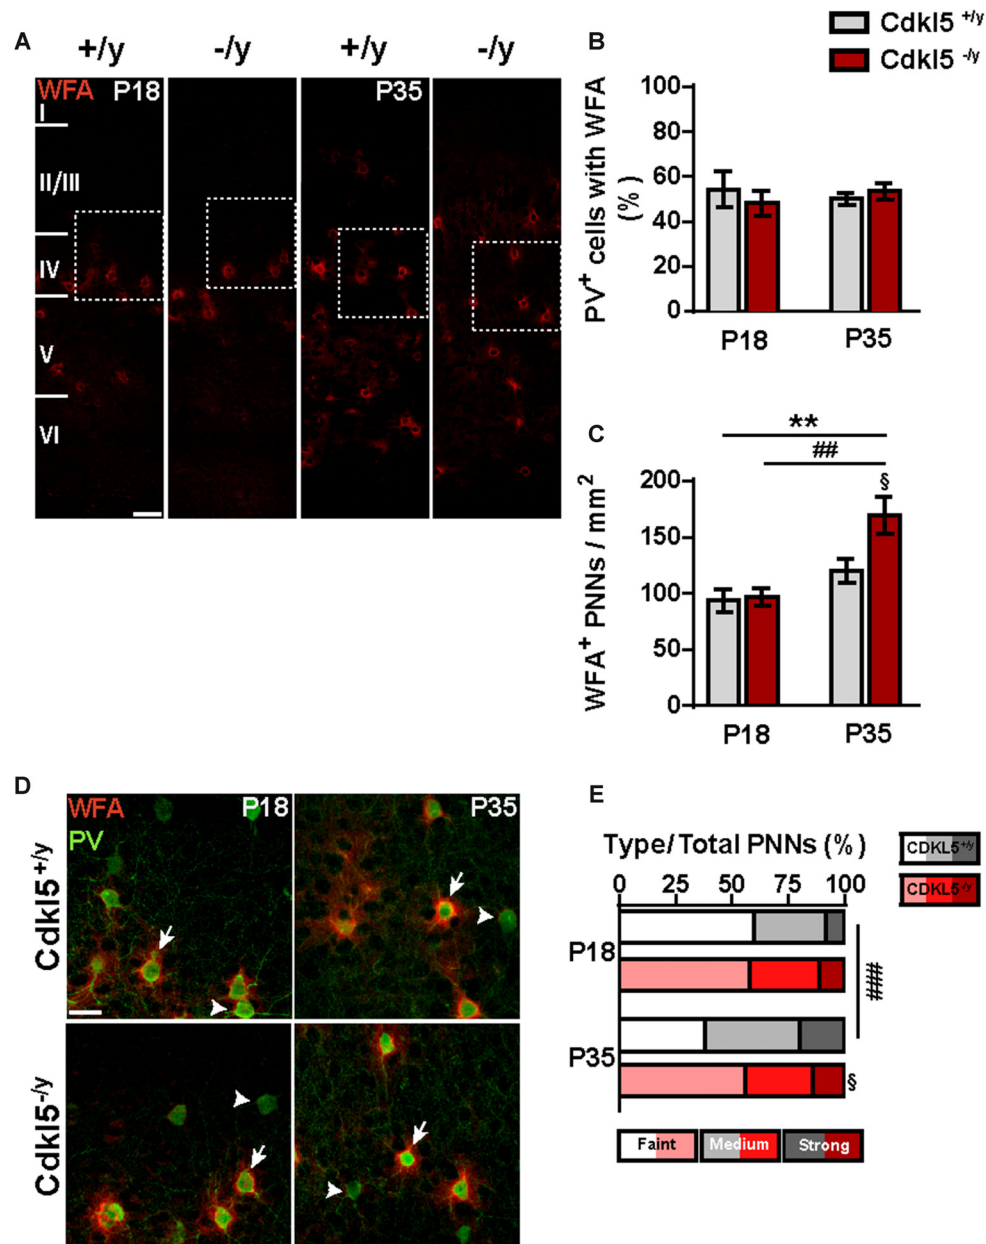 A
+/y
-/y
+/y
-/y
WFA
P18
P35
I
II/III
IV
V
VI
Cdkl5 +/y
Cdkl5 -/y
B
PV+ cells with WFA
(%)
100
80
60
40
20
0
P18
P35
C
**
##
§
WFA+ PNNs / mm2
200
150
100
50
0
P18
P35
D
WFA
P18
P35
PV
Cdkl5+/y
Cdkl5-/y
E
Type/ Total PNNs (%)
CDKL5+/y
CDKL5-/y
0 25 50 75 100
P18
P35
###
§
Faint
Medium
Strong